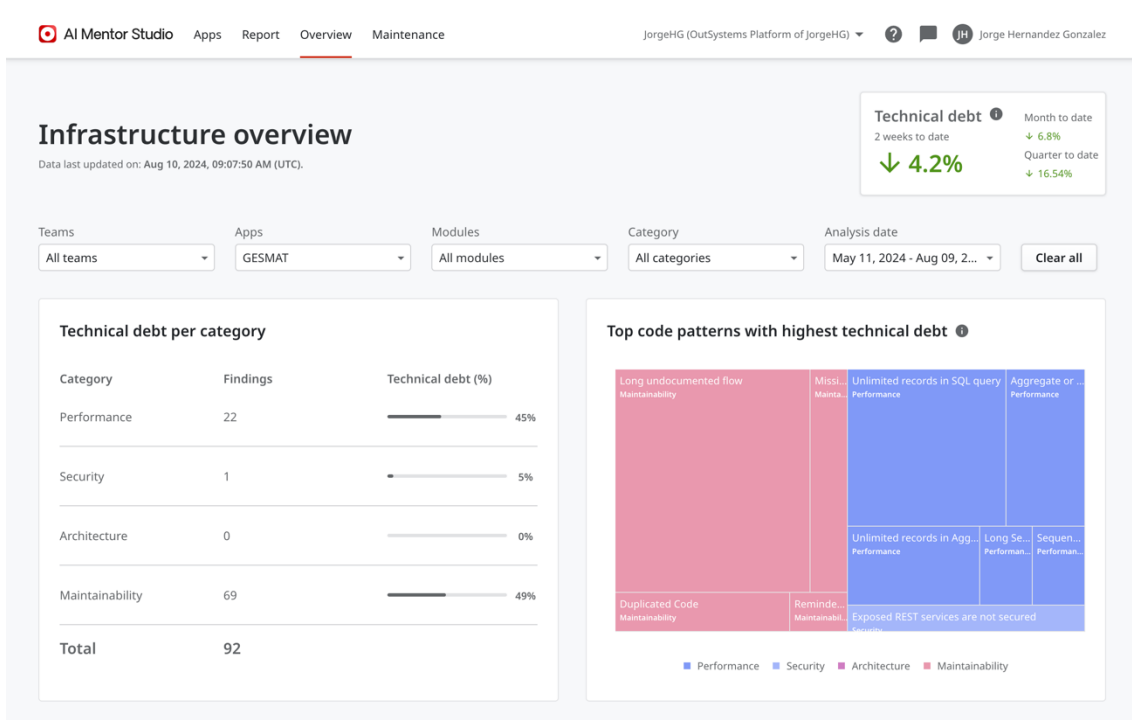 AI Mentor Studio Apps Report Overview Maintenance JorgeHG (OutSystems Platform of JorgeHG) JH Jorge Hernandez Gonzalez
Infrastructure overview
Data last updated on: Aug 10, 2024, 09:07:50 AM (UTC).
Technical debt
2 weeks to date
↓ 4.2%
Month to date
↓ 6.8%
Quarter to date
↓ 16.54%
Teams Apps Modules Category Analysis date
All teams GESMAT All modules All categories May 11, 2024 - Aug 09, 2... Clear all
Technical debt per category
Category Findings Technical debt (%)
Performance 22 45%
Security 1 5%
Architecture 0 0%
Maintainability 69 49%
Total 92
Top code patterns with highest technical debt
Long undocumented flow
Maintainability
Missi...
Mainta...
Unlimited records in SQL query
Performance
Aggregate or ...
Performance
Unlimited records in Agg...
Performance
Long Se...
Performan...
Sequen...
Performan...
Duplicated Code
Maintainability
Reminde...
Maintainabil...
Exposed REST services are not secured
Security
Performance Security Architecture Maintainability